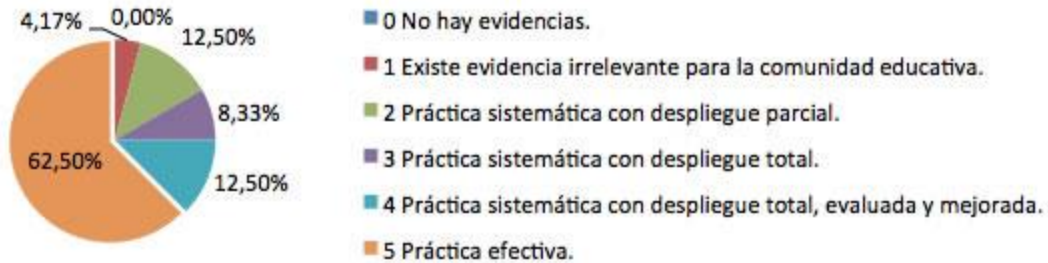 4,17%
0,00%
12,50%
8,33%
12,50%
62,50%
0 No hay evidencias.
1 Existe evidencia irrelevante para la comunidad educativa.
2 Práctica sistemática con despliegue parcial.
3 Práctica sistemática con despliegue total.
4 Práctica sistemática con despliegue total, evaluada y mejorada.
5 Práctica efectiva.